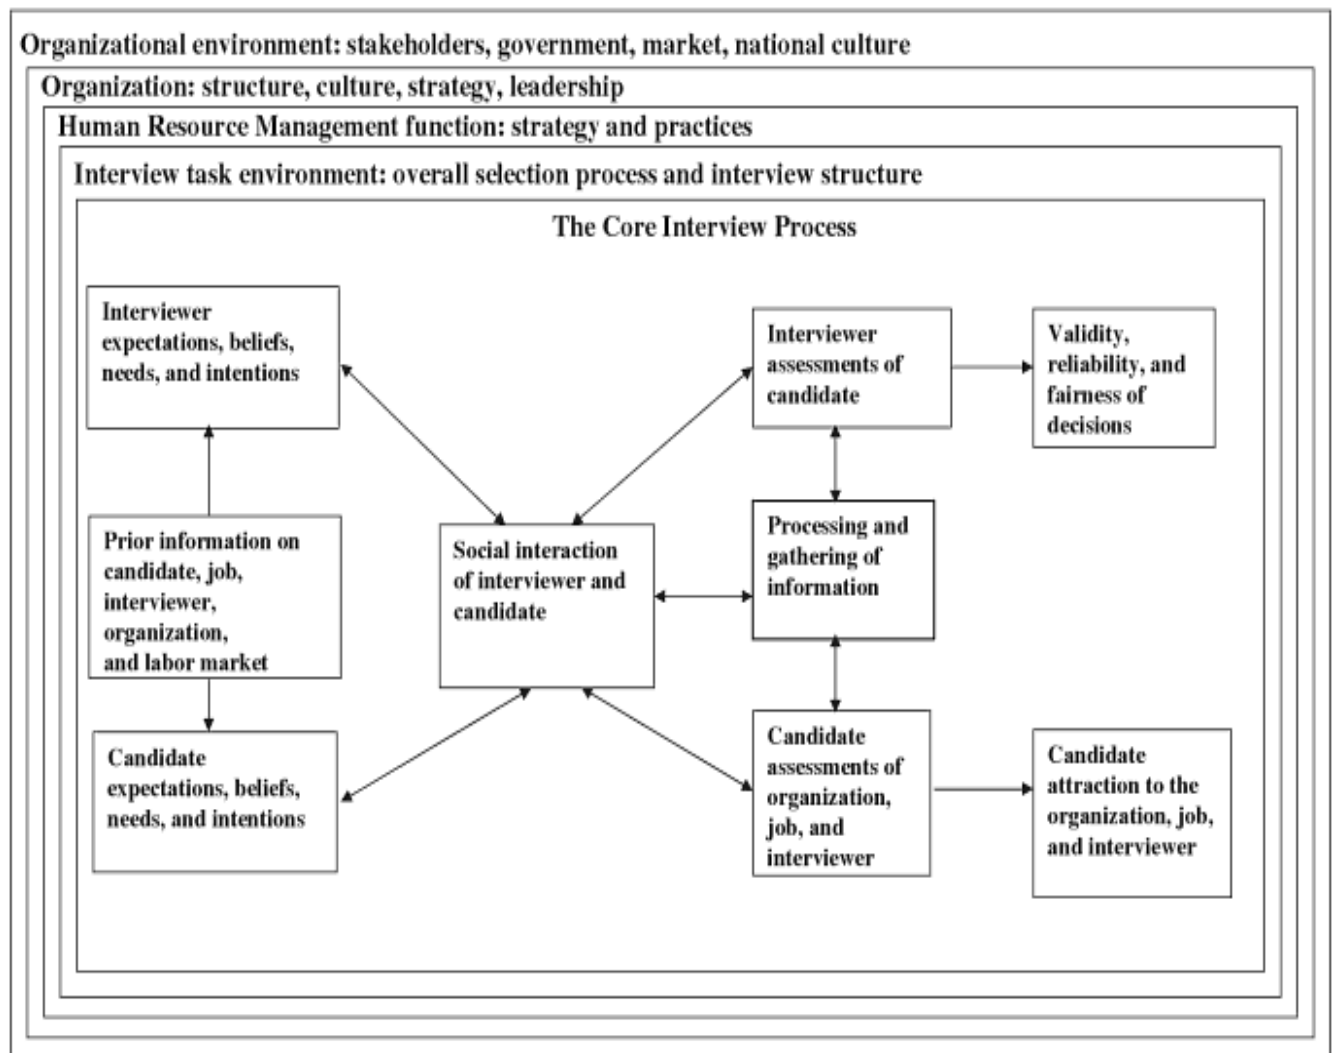 Organizational environment: stakeholders, government, market, national culture
Organization: structure, culture, strategy, leadership
Human Resource Management function: strategy and practices
Interview task environment: overall selection process and interview structure
The Core Interview Process
Interviewer
expectations, beliefs,
needs, and intentions
Prior information on
candidate, job,
interviewer,
organization,
and labor market
Candidate
expectations, beliefs,
needs, and intentions
Social interaction
of interviewer and
candidate
Interviewer
assessments of
candidate
Processing and
gathering of
information
Candidate
assessments of
organization,
job, and
interviewer
Validity,
reliability, and
fairness of
decisions
Candidate
attraction to the
organization, job,
and interviewer